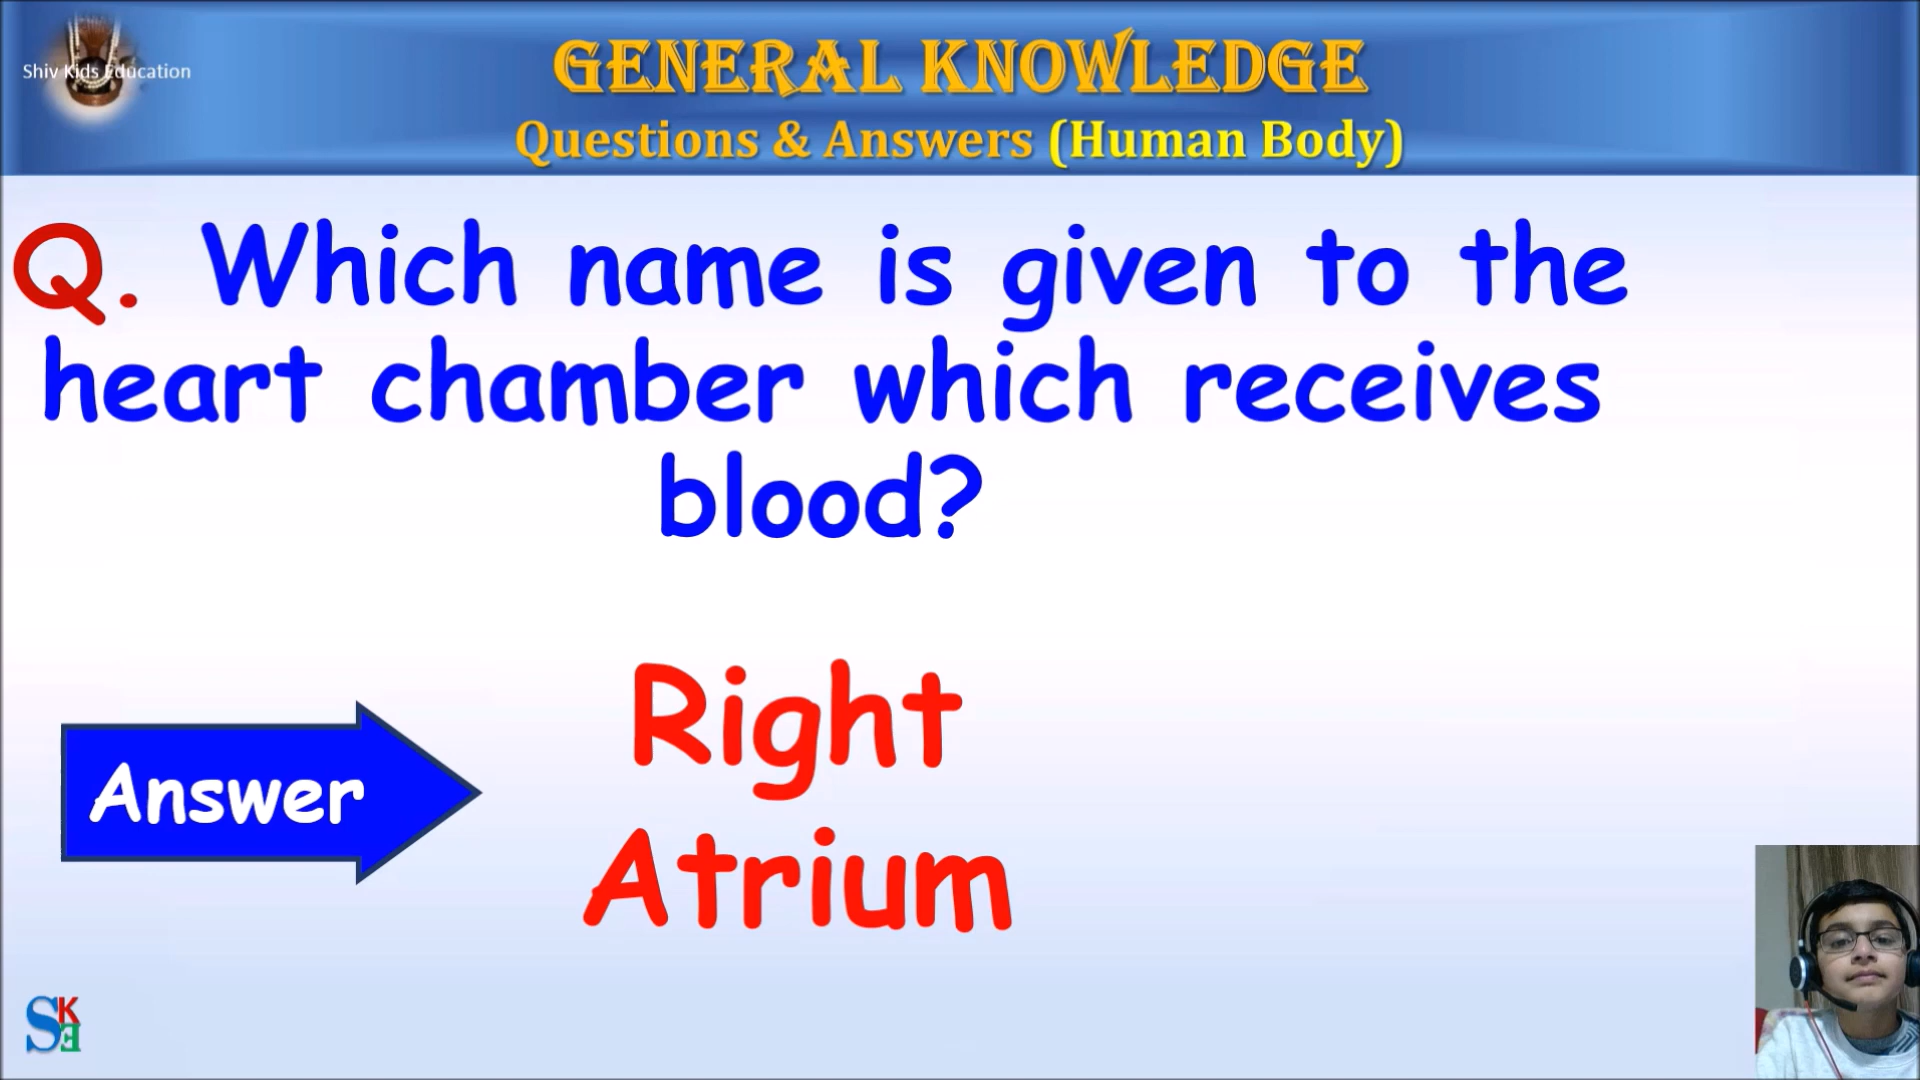 Shiv Kids Education
GENERAL KNOWLEDGE
Questions & Answers (Human Body)
Q. Which name is given to the
heart chamber which receives
blood?
Answer
Right
Atrium
SKE